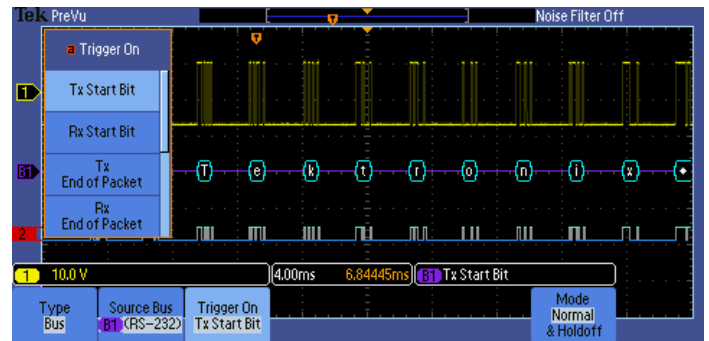 Tek PreVu
Noise Filter Off
a Trigger On
Tx Start Bit
Rx Start Bit
Tx
End of Packet
Rx
End of Packet
1
B1
T e k t r o n i x
2
1 10.0 V
4.00ms 6.84445ms
B1 Tx Start Bit
Type
Bus
Source Bus
B1 (RS-232)
Trigger On
Tx Start Bit
Mode
Normal
& Holdoff